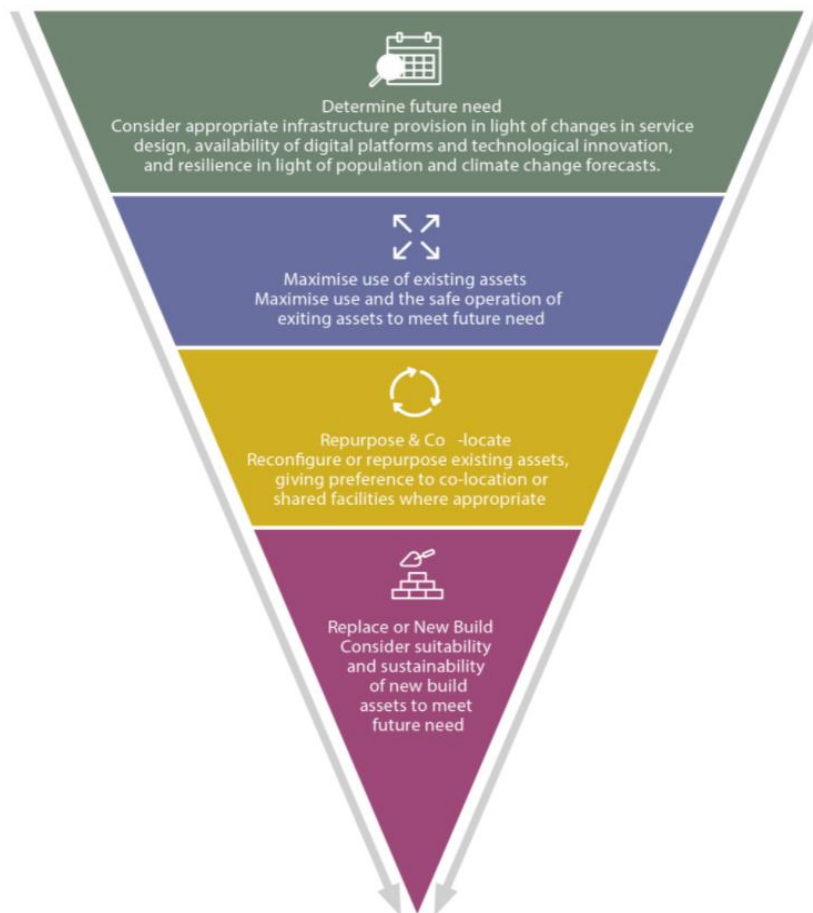 Determine future need
Consider appropriate infrastructure provision in light of changes in service
design, availability of digital platforms and technological innovation,
and resilience in light of population and climate change forecasts.
Maximise use of existing assets
Maximise use and the safe operation of
exiting assets to meet future need
Repurpose & Co -locate
Reconfigure or repurpose existing assets,
giving preference to co-location or
shared facilities where appropriate
Replace or New Build
Consider suitability
and sustainability
of new build
assets to meet
future need